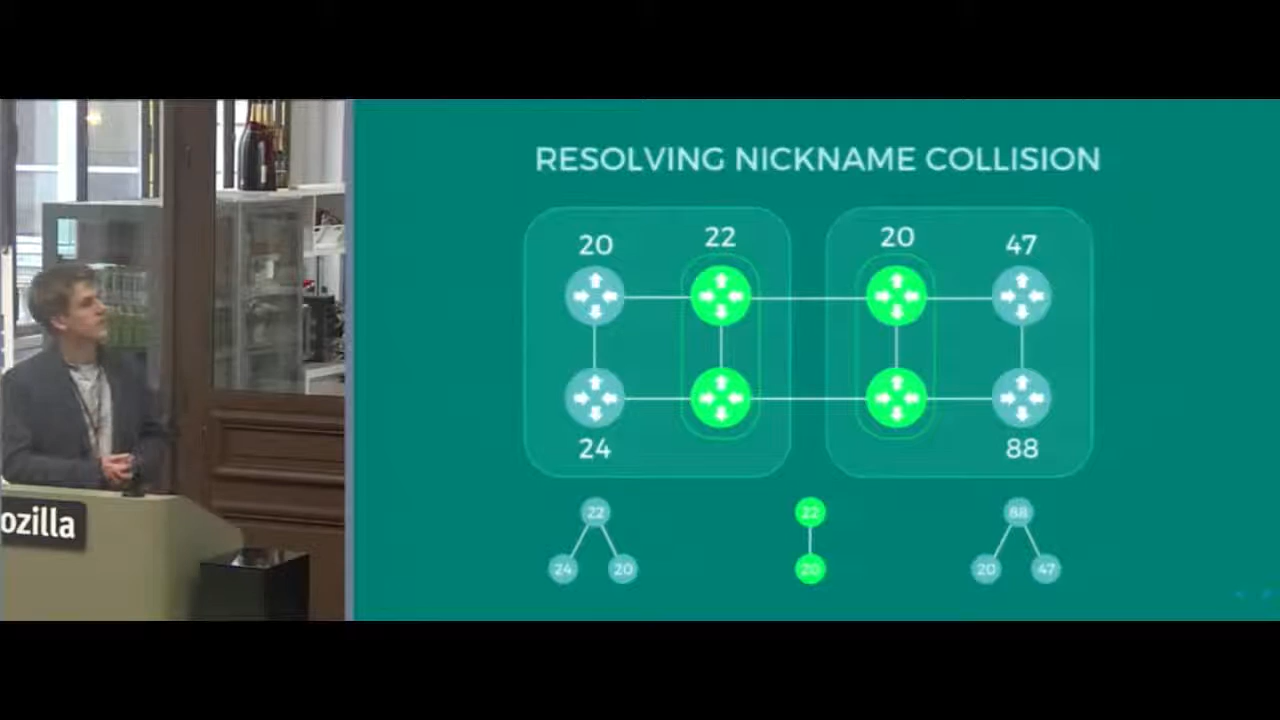 RESOLVING NICKNAME COLLISION
20 22 20 47
24 88
22 22 88
24 20 20 20 47
ozilla